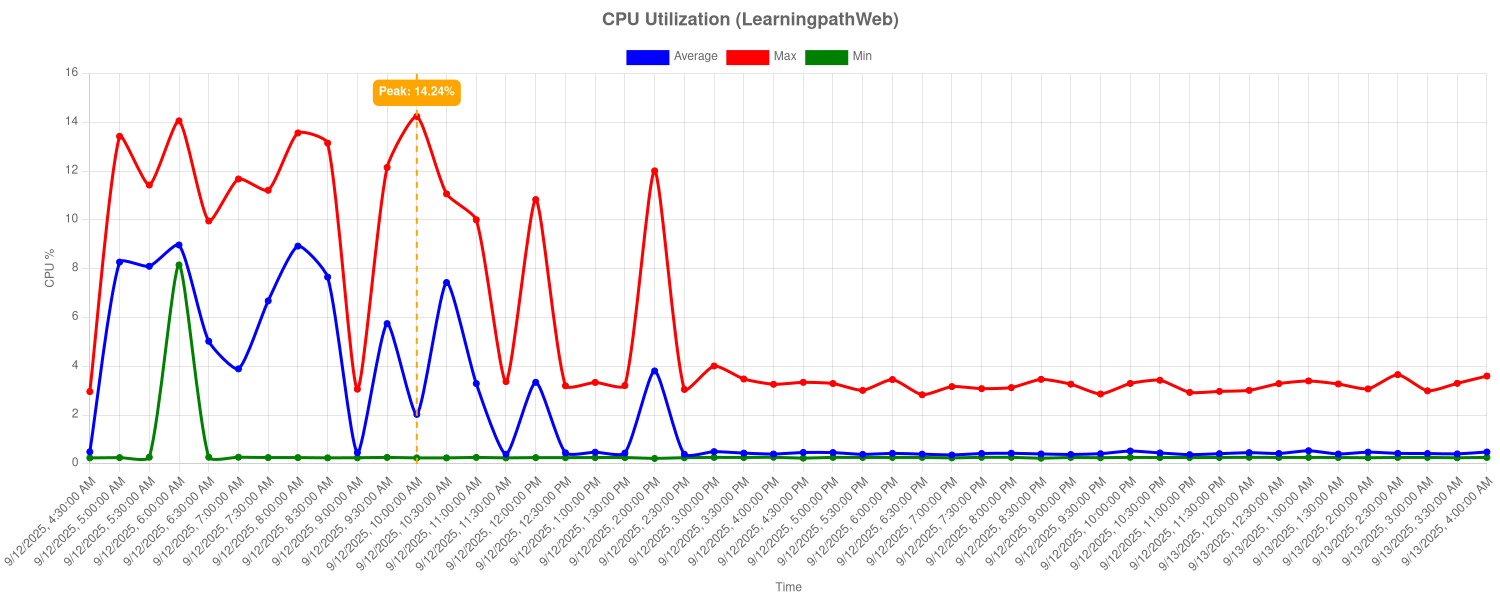 CPU Utilization (LearningpathWeb)
Average Max Min
Peak: 14.24%
16
14
12
10
8
6
4
2
0
CPU %
9/12/2025, 4:30:00 AM
9/12/2025, 5:00:00 AM
9/12/2025, 5:30:00 AM
9/12/2025, 6:00:00 AM
9/12/2025, 6:30:00 AM
9/12/2025, 7:00:00 AM
9/12/2025, 7:30:00 AM
9/12/2025, 8:00:00 AM
9/12/2025, 8:30:00 AM
9/12/2025, 9:00:00 AM
9/12/2025, 9:30:00 AM
9/12/2025, 10:00:00 AM
9/12/2025, 10:30:00 AM
9/12/2025, 11:00:00 AM
9/12/2025, 11:30:00 AM
9/12/2025, 12:00:00 PM
9/12/2025, 12:30:00 PM
9/12/2025, 1:00:00 PM
9/12/2025, 1:30:00 PM
9/12/2025, 2:00:00 PM
9/12/2025, 2:30:00 PM
9/12/2025, 3:00:00 PM
9/12/2025, 3:30:00 PM
9/12/2025, 4:00:00 PM
9/12/2025, 4:30:00 PM
9/12/2025, 5:00:00 PM
9/12/2025, 5:30:00 PM
9/12/2025, 6:00:00 PM
9/12/2025, 6:30:00 PM
9/12/2025, 7:00:00 PM
9/12/2025, 7:30:00 PM
9/12/2025, 8:00:00 PM
9/12/2025, 8:30:00 PM
9/12/2025, 9:00:00 PM
9/12/2025, 9:30:00 PM
9/12/2025, 10:00:00 PM
9/12/2025, 10:30:00 PM
9/12/2025, 11:00:00 PM
9/12/2025, 11:30:00 PM
9/13/2025, 12:00:00 AM
9/13/2025, 12:30:00 AM
9/13/2025, 1:00:00 AM
9/13/2025, 1:30:00 AM
9/13/2025, 2:00:00 AM
9/13/2025, 2:30:00 AM
9/13/2025, 3:00:00 AM
9/13/2025, 3:30:00 AM
9/13/2025, 4:00:00 AM
Time